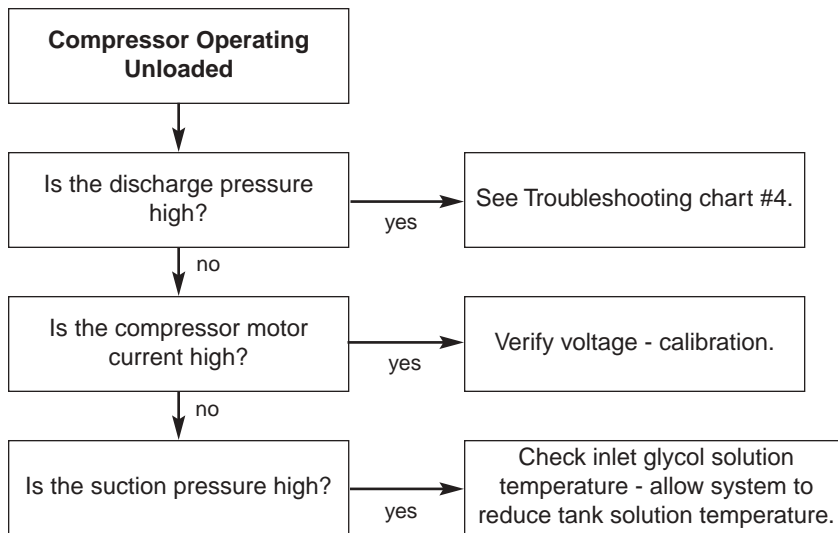 Compressor Operating
Unloaded
Is the discharge pressure
high?
yes
See Troubleshooting chart #4.
no
Is the compressor motor
current high?
yes
Verify voltage - calibration.
no
Is the suction pressure high?
yes
Check inlet glycol solution
temperature - allow system to
reduce tank solution temperature.